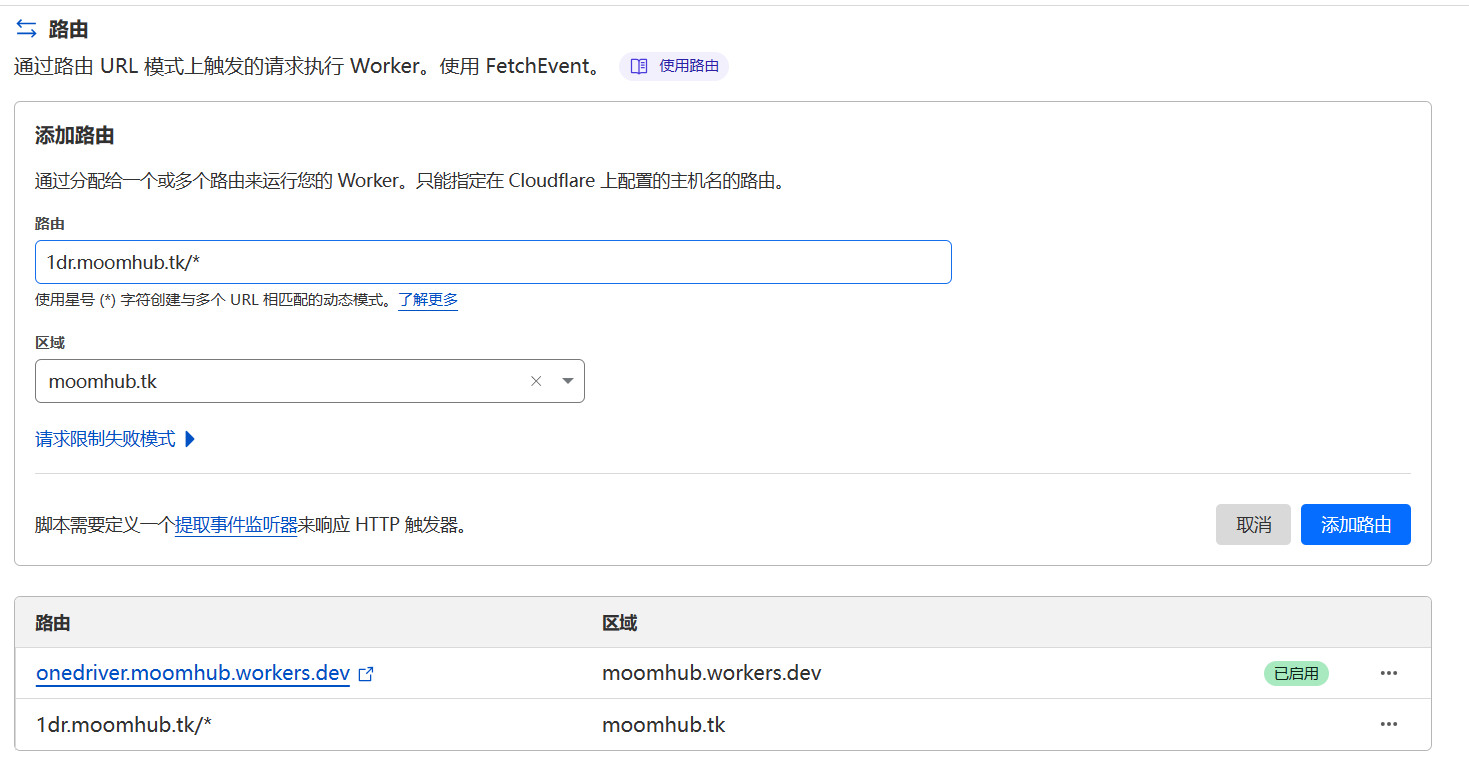 路由
通过路由 URL 模式上触发的请求执行 Worker。使用 FetchEvent。 使用路由
添加路由
通过分配给一个或多个路由来运行您的 Worker。只能指定在 Cloudflare 上配置的主机名的路由。
路由
1dr.moomhub.tk/*
使用星号 (*) 字符创建与多个 URL 相匹配的动态模式。了解更多
区域
moomhub.tk
请求限制失败模式
脚本需要定义一个提取事件监听器来响应 HTTP 触发器。 取消 添加路由
路由 区域
onedriver.moomhub.workers.dev moomhub.workers.dev 已启用
1dr.moomhub.tk/* moomhub.tk